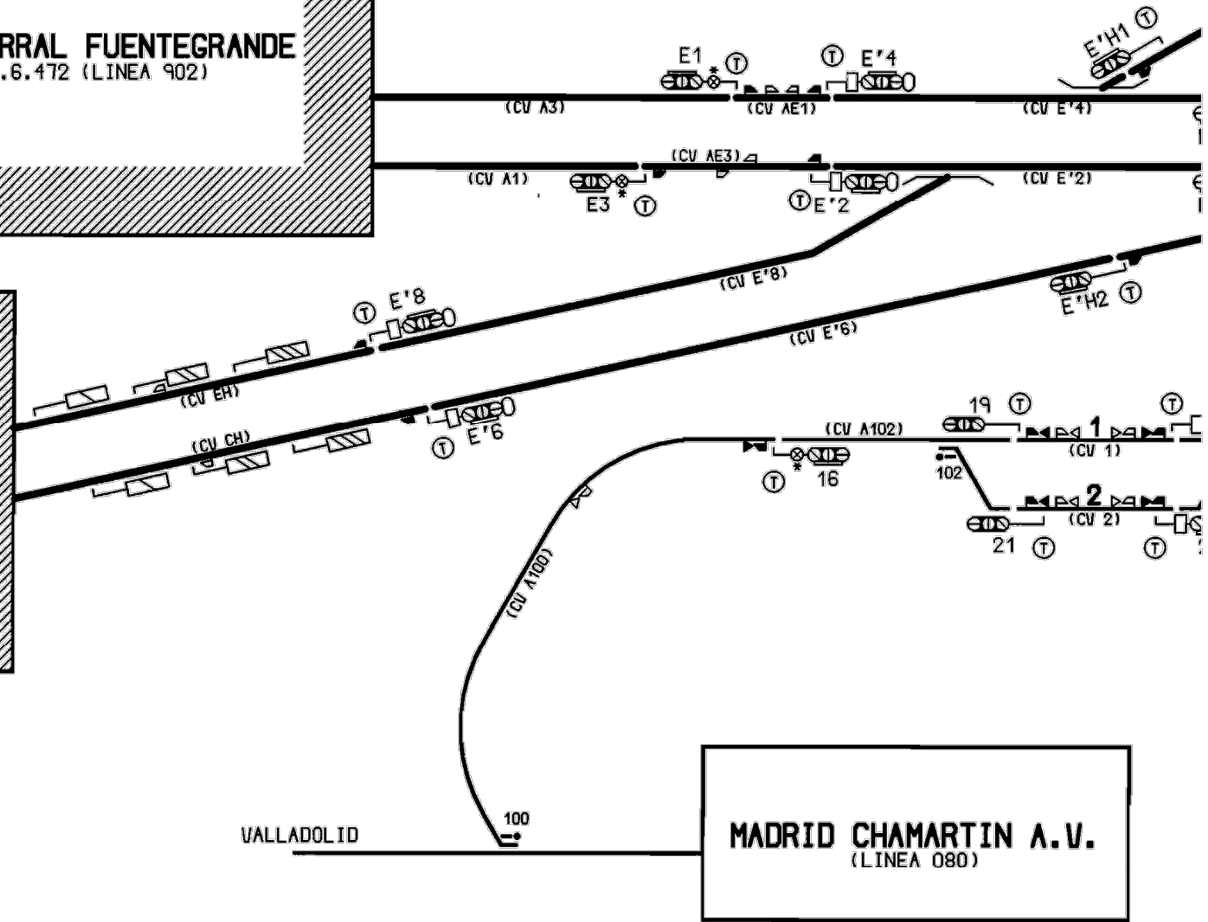 RRAL FUENTEGRANDE
.6.472 (LINEA 902)
E1
T
T
E'4
E'H1
T
(CV A3)
(CV AE1)
(CV E'4)
(CV AE3)
(CV A1)
(CV E'2)
E3
*
T
T
E'2
(CV E'8)
T
E'8
E'H2
T
(CV E'6)
(CV EH)
(CV CH)
T
E'6
19
T
T
(CV A102)
1
(CV 1)
T
*
16
102
2
(CV 2)
21
T
T
(CV A100)
100
VALLADOLID
MADRID CHAMARTIN A.V.
(LINEA 080)